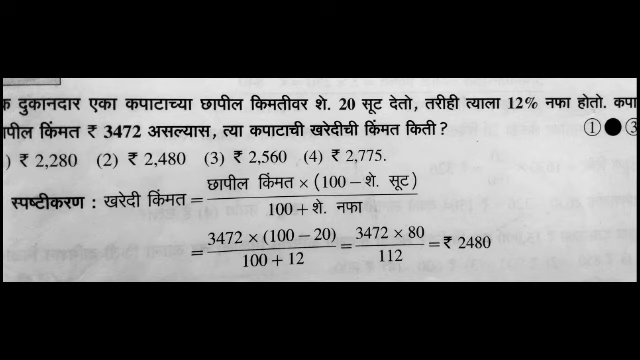 दुकानदार एका कपाटाच्या छापील किमतीवर शे. 20 सूट देतो, तरीही त्याला 12% नफा होतो.
किंमत ₹ 3472 असल्यास, त्या कपाटाची खरेदीची किंमत किती? ① ●
₹ 2,280 (2) ₹ 2,480 (3) ₹ 2,560 (4) ₹ 2,775.
स्पष्टीकरण : खरेदी किंमत = छापील किंमत × (100 – शे. सूट) / 100 + शे. नफा
= 3472 × (100 – 20) / 100 + 12 = 3472 × 80 / 112 = ₹ 2480